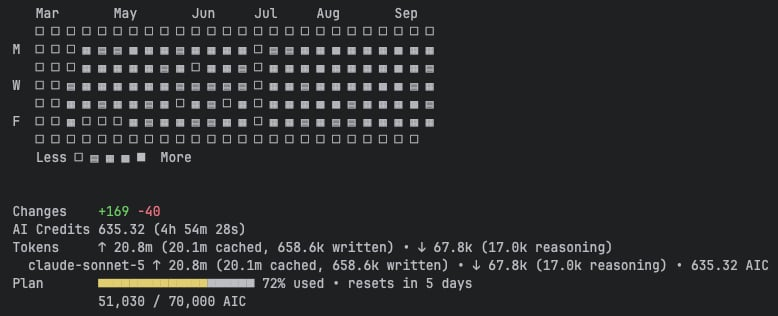 Mar May Jun Jul Aug Sep
M
W
F
Less More
Changes +169 -40
AI Credits 635.32 (4h 54m 28s)
Tokens ↑ 20.8m (20.1m cached, 658.6k written) • ↓ 67.8k (17.0k reasoning)
claude-sonnet-5 ↑ 20.8m (20.1m cached, 658.6k written) • ↓ 67.8k (17.0k reasoning) • 635.32 AIC
Plan 72% used • resets in 5 days
51,030 / 70,000 AIC